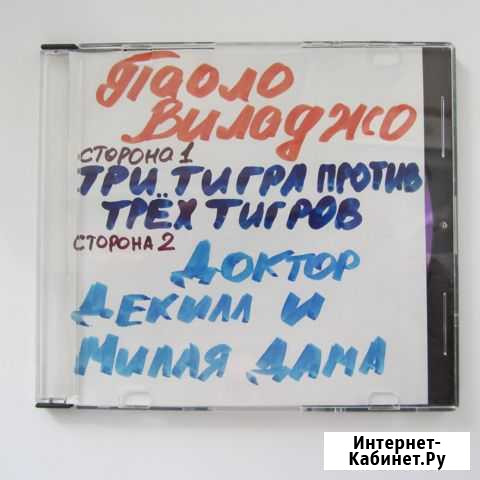 Паоло
Виладжо
СТОРОНА 1
ТРИ ТИГРА ПРОТИВ
ТРЁХ ТИГРОВ
СТОРОНА 2
ДОКТОР
ДЕКИЛЛ И
МИЛАЯ ДАМА
Интернет-
Кабинет.Ру